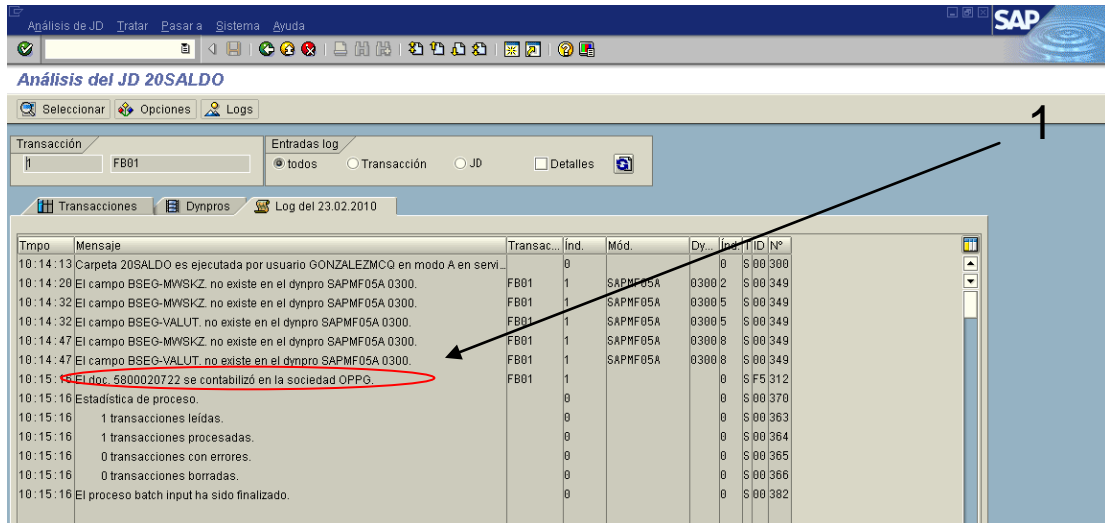 Análisis de JD Tratar Pasar a Sistema Ayuda
SAP
Análisis del JD 20SALDO
Seleccionar Opciones Logs
1
Transacción Entradas log
1 FB01 todos Transacción JD Detalles
Transacciones Dynpros Log del 23.02.2010
Tmpo Mensaje Transac... Índ. Mód. Dy... Índ. T ID Nº
10:14:13 Carpeta 20SALDO es ejecutada por usuario GONZALEZMCQ en modo A en servi... 0 0 S 00 300
10:14:20 El campo BSEG-MWSKZ. no existe en el dynpro SAPMF05A 0300. FB01 1 SAPMF05A 0300 2 S 00 349
10:14:32 El campo BSEG-MWSKZ. no existe en el dynpro SAPMF05A 0300. FB01 1 SAPMF05A 0300 5 S 00 349
10:14:32 El campo BSEG-VALUT. no existe en el dynpro SAPMF05A 0300. FB01 1 SAPMF05A 0300 5 S 00 349
10:14:47 El campo BSEG-MWSKZ. no existe en el dynpro SAPMF05A 0300. FB01 1 SAPMF05A 0300 8 S 00 349
10:14:47 El campo BSEG-VALUT. no existe en el dynpro SAPMF05A 0300. FB01 1 SAPMF05A 0300 8 S 00 349
10:15:16 El doc. 5800020722 se contabilizó en la sociedad OPPG. FB01 1 0 S F5 312
10:15:16 Estadística de proceso. 0 0 S 00 370
10:15:16 1 transacciones leídas. 0 0 S 00 363
10:15:16 1 transacciones procesadas. 0 0 S 00 364
10:15:16 0 transacciones con errores. 0 0 S 00 365
10:15:16 0 transacciones borradas. 0 0 S 00 366
10:15:16 El proceso batch input ha sido finalizado. 0 0 S 00 382